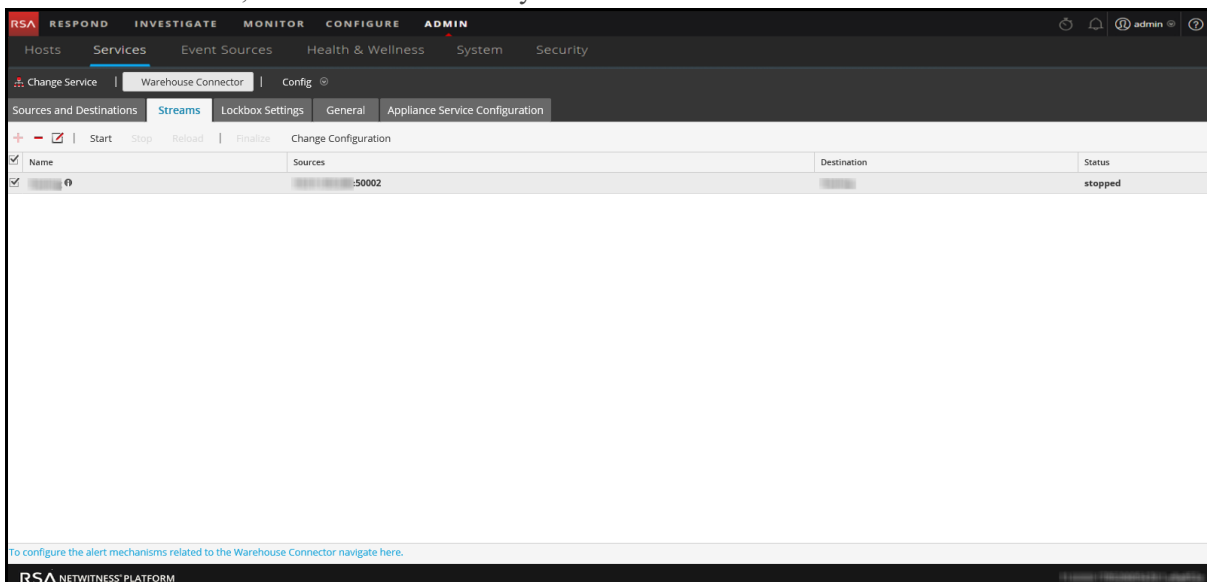 RSA RESPOND INVESTIGATE MONITOR CONFIGURE ADMIN admin
Hosts Services Event Sources Health & Wellness System Security
Change Service | Warehouse Connector | Config
Sources and Destinations Streams Lockbox Settings General Appliance Service Configuration
Start Stop Reload | Finalize Change Configuration
Name Sources Destination Status
:50002 stopped
To configure the alert mechanisms related to the Warehouse Connector navigate here.
RSA NETWITNESS® PLATFORM